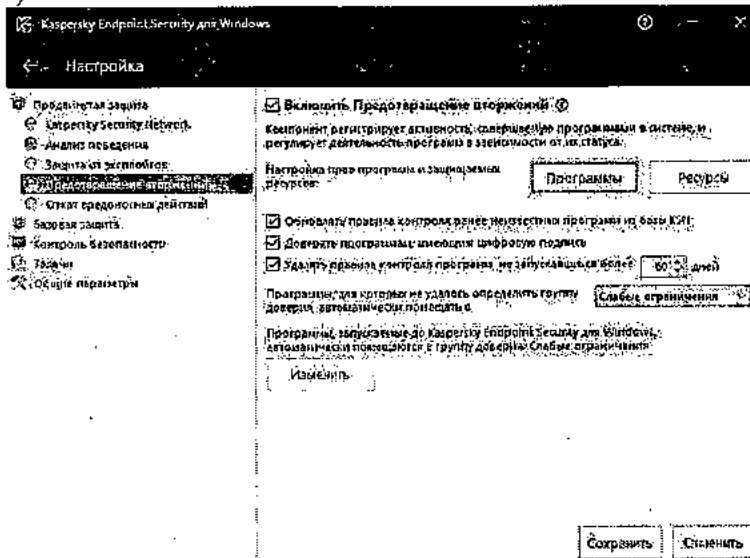 Kaspersky Endpoint Security для Windows
Настройка
Продвинутая защита
Kaspersky Security Network
Анализ поведения
Защита от эксплойтов
Предотвращение вторжений
Откат вредоносных действий
Базовая защита
Контроль безопасности
Задачи
Общие параметры
Включить Предотвращение вторжений
Компонент регистрирует активность, совершаемую программами в системе, и
регулирует деятельность программ в зависимости от их статуса.
Настройка прав программ и защищаемых
ресурсов:
Программы
Ресурсы
Обновлять правила контроля ранее неизвестных программ из базы KSN
Доверять программам, имеющим цифровую подпись
Удалять правила контроля программ, не запускавшихся более 60 дней
Программы, для которых не удалось определить группу
доверия, автоматически помещать в
Слабые ограничения
Программы, запускаемые до Kaspersky Endpoint Security для Windows,
автоматически помещаются в группу доверия: Слабые ограничения
Изменить
Сохранить
Отменить